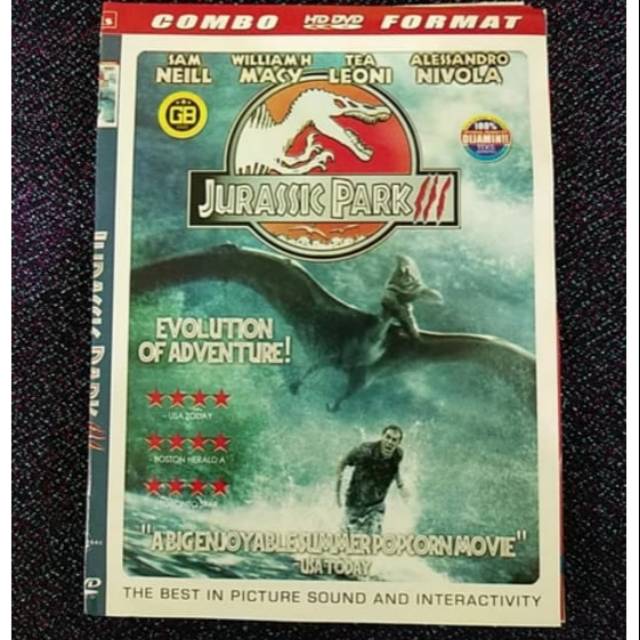 COMBO HD DVD FORMAT
SAM NEILL WILLIAM H MACY TEA LEONI ALESSANDRO NIVOLA
GB
100%
DIJAMIN!!
JURASSIC PARK III
EVOLUTION
OF ADVENTURE!
USA TODAY
BOSTON HERALD A
"A BIG ENJOYABLE SUMMER POPCORN MOVIE"
USA TODAY
THE BEST IN PICTURE SOUND AND INTERACTIVITY
JURASSIC PARK III